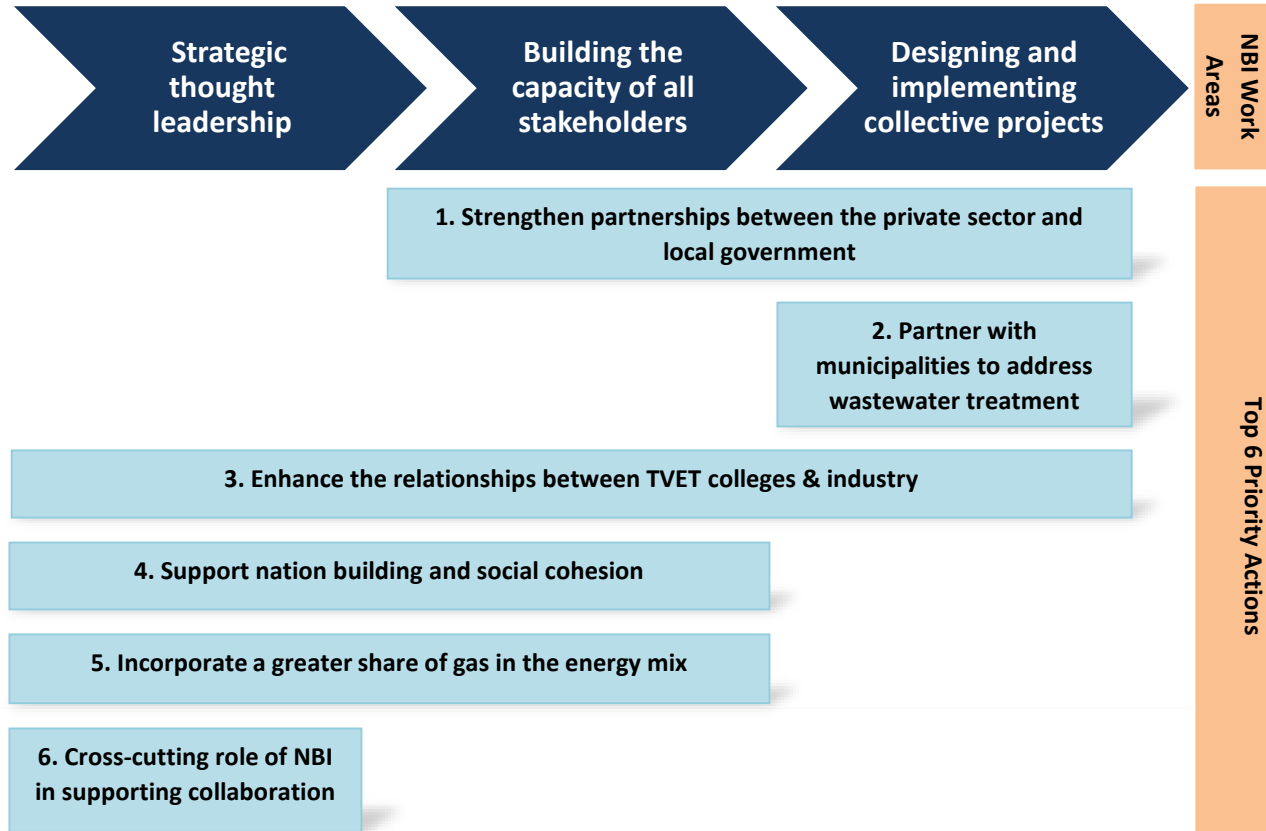 Strategic
thought
leadership
Building the
capacity of all
stakeholders
Designing and
implementing
collective projects
NBI Work
Areas
1. Strengthen partnerships between the private sector and
local government
2. Partner with
municipalities to address
wastewater treatment
3. Enhance the relationships between TVET colleges & industry
4. Support nation building and social cohesion
5. Incorporate a greater share of gas in the energy mix
6. Cross-cutting role of NBI
in supporting collaboration
Top 6 Priority Actions